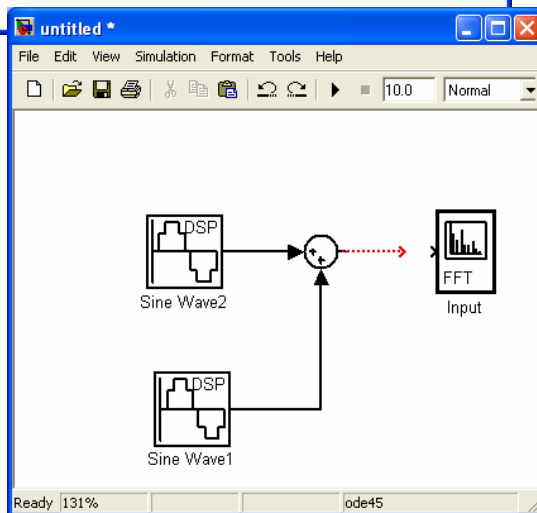 untitled *
File Edit View Simulation Format Tools Help
10.0 Normal
DSP
Sine Wave2
FFT
Input
DSP
Sine Wave1
Ready 131% ode45